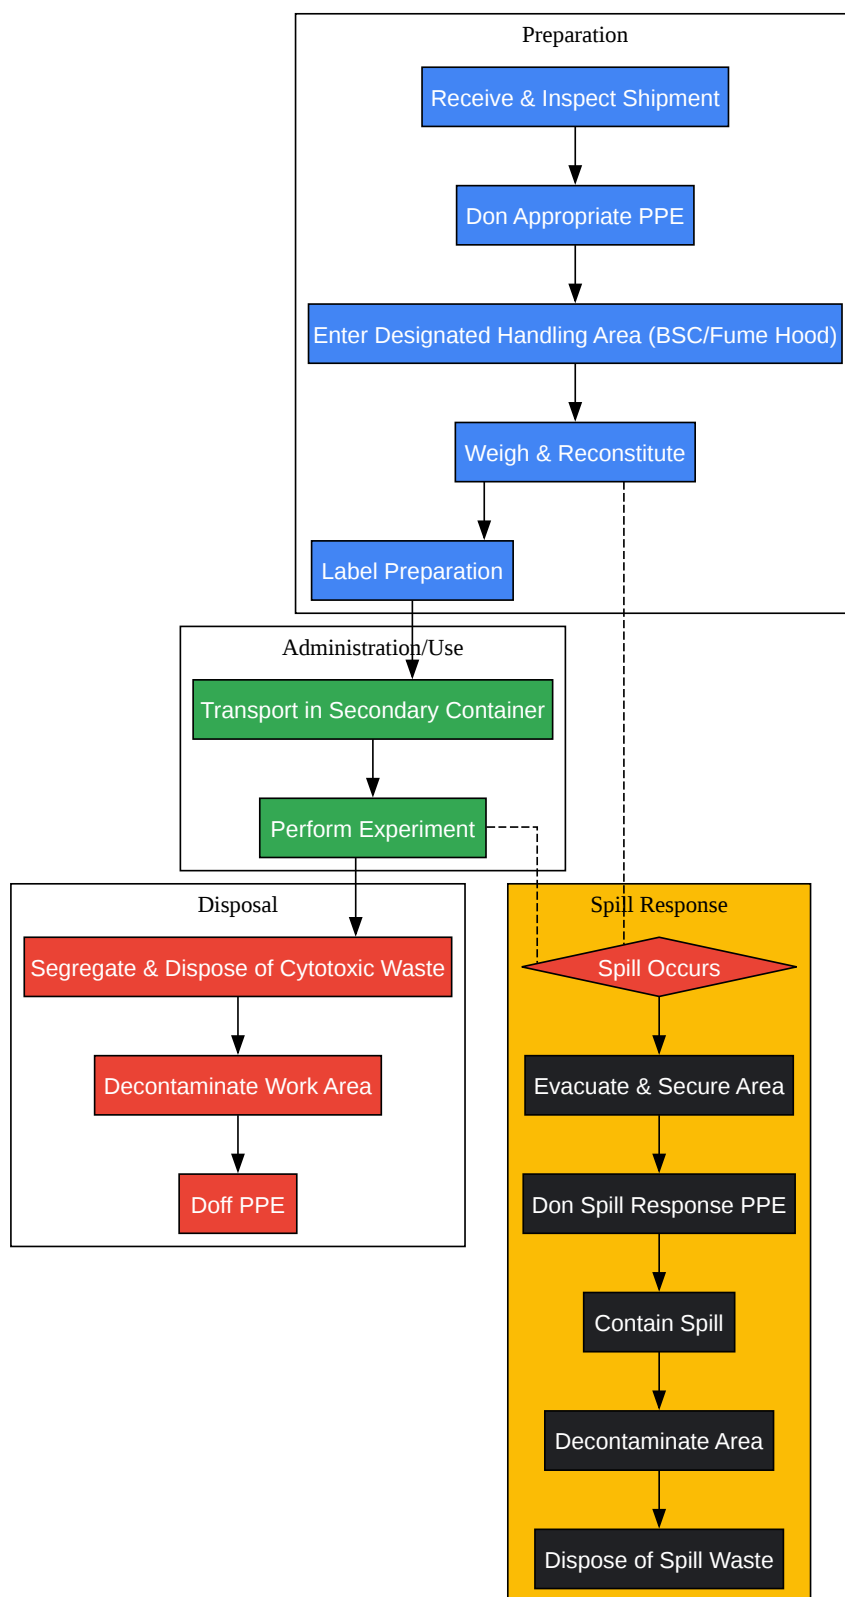 Preparation
Receive & Inspect Shipment
Don Appropriate PPE
Enter Designated Handling Area (BSC/Fume Hood)
Weigh & Reconstitute
Label Preparation
Administration/Use
Transport in Secondary Container
Perform Experiment
Disposal
Segregate & Dispose of Cytotoxic Waste
Decontaminate Work Area
Doff PPE
Spill Response
Spill Occurs
Evacuate & Secure Area
Don Spill Response PPE
Contain Spill
Decontaminate Area
Dispose of Spill Waste